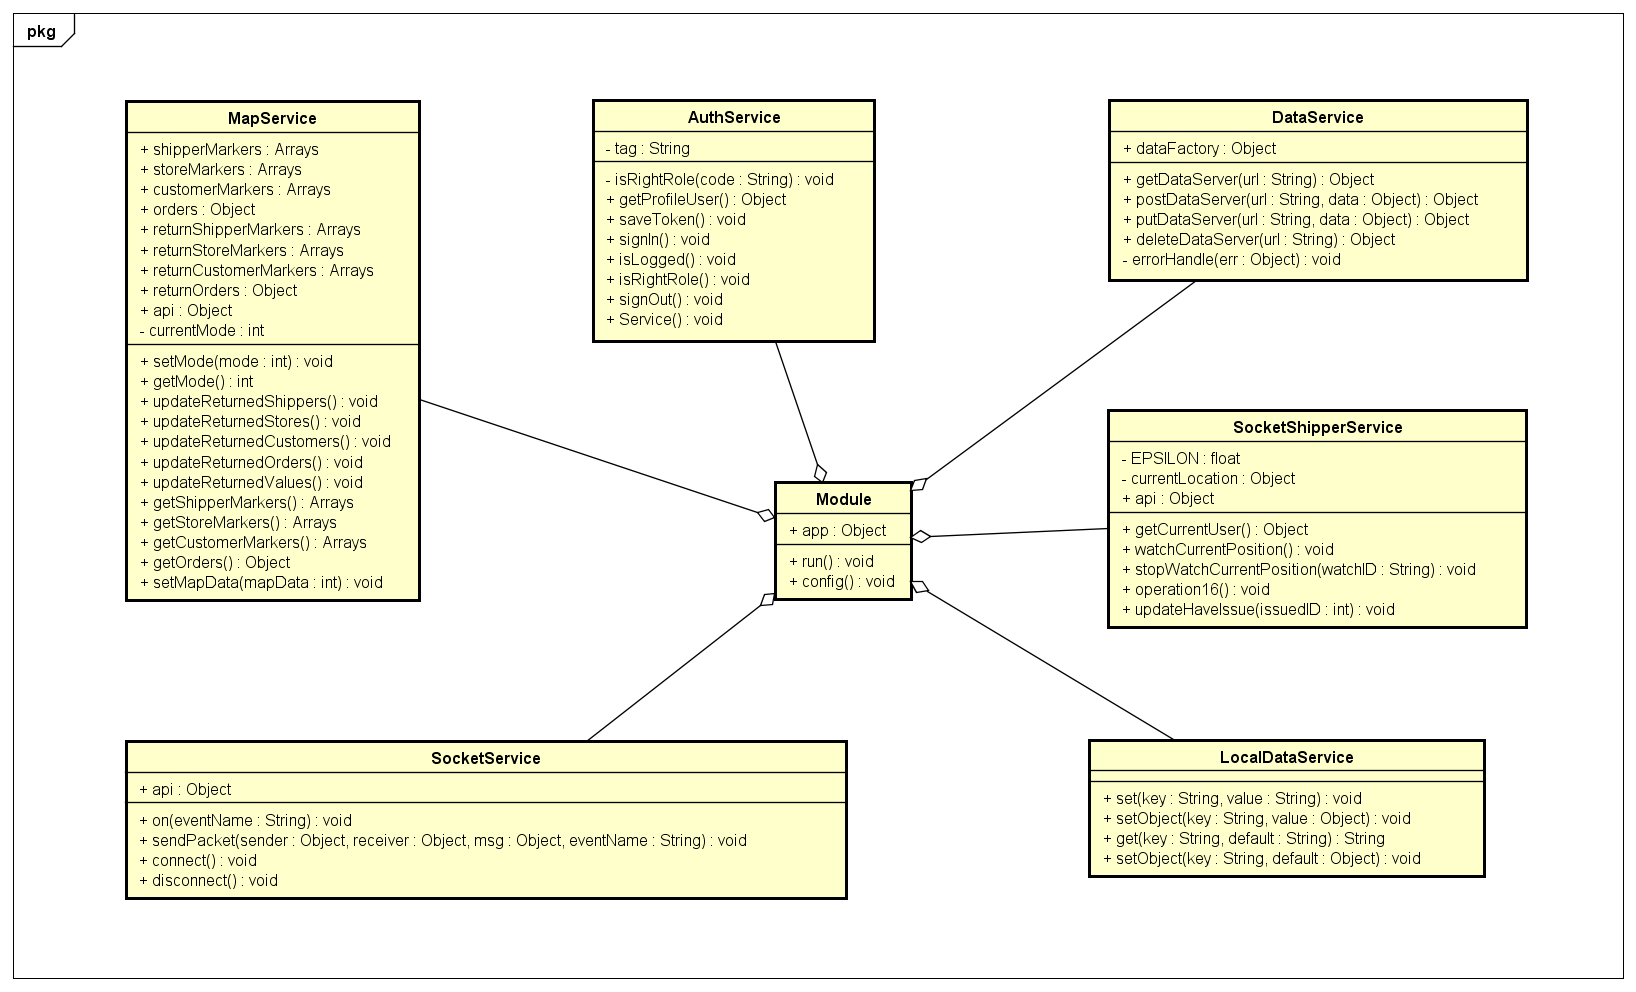 pkg
MapService
+ shipperMarkers : Arrays
+ storeMarkers : Arrays
+ customerMarkers : Arrays
+ orders : Object
+ returnShipperMarkers : Arrays
+ returnStoreMarkers : Arrays
+ returnCustomerMarkers : Arrays
+ returnOrders : Object
+ api : Object
- currentMode : int
+ setMode(mode : int) : void
+ getMode() : int
+ updateReturnedShippers() : void
+ updateReturnedStores() : void
+ updateReturnedCustomers() : void
+ updateReturnedOrders() : void
+ updateReturnedValues() : void
+ getShipperMarkers() : Arrays
+ getStoreMarkers() : Arrays
+ getCustomerMarkers() : Arrays
+ getOrders() : Object
+ setMapData(mapData : int) : void
AuthService
- tag : String
- isRightRole(code : String) : void
+ getProfileUser() : Object
+ saveToken() : void
+ signIn() : void
+ isLogged() : void
+ isRightRole() : void
+ signOut() : void
+ Service() : void
DataService
+ dataFactory : Object
+ getDataServer(url : String) : Object
+ postDataServer(url : String, data : Object) : Object
+ putDataServer(url : String, data : Object) : Object
+ deleteDataServer(url : String) : Object
- errorHandle(err : Object) : void
SocketShipperService
- EPSILON : float
- currentLocation : Object
+ api : Object
+ getCurrentUser() : Object
+ watchCurrentPosition() : void
+ stopWatchCurrentPosition(watchID : String) : void
+ operation16() : void
+ updateHaveIssue(issuedID : int) : void
Module
+ app : Object
+ run() : void
+ config() : void
SocketService
+ api : Object
+ on(eventName : String) : void
+ sendPacket(sender : Object, receiver : Object, msg : Object, eventName : String) : void
+ connect() : void
+ disconnect() : void
LocalDataService
+ set(key : String, value : String) : void
+ setObject(key : String, value : Object) : void
+ get(key : String, default : String) : String
+ setObject(key : String, default : Object) : void